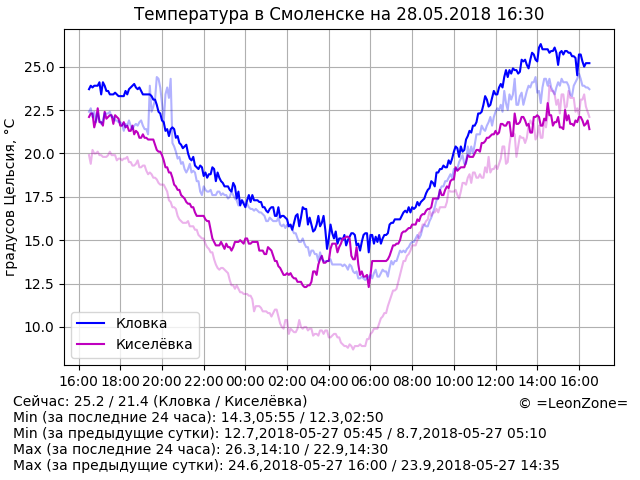 Температура в Смоленске на 28.05.2018 16:30
градусов Цельсия, °C
25.0
22.5
20.0
17.5
15.0
12.5
10.0
Кловка
Киселёвка
16:00 18:00 20:00 22:00 00:00 02:00 04:00 06:00 08:00 10:00 12:00 14:00 16:00
Сейчас: 25.2 / 21.4 (Кловка / Киселёвка)
© =LeonZone=
Min (за последние 24 часа): 14.3,05:55 / 12.3,02:50
Min (за предыдущие сутки): 12.7,2018-05-27 05:45 / 8.7,2018-05-27 05:10
Max (за последние 24 часа): 26.3,14:10 / 22.9,14:30
Max (за предыдущие сутки): 24.6,2018-05-27 16:00 / 23.9,2018-05-27 14:35